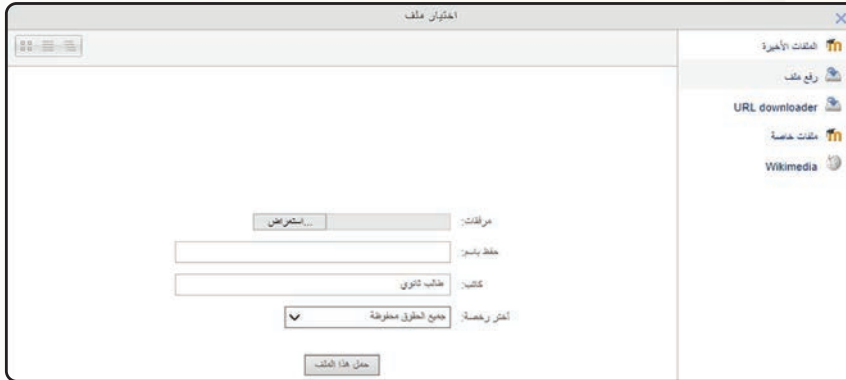 اختيار ملف
الملفات الأخيرة
رفع ملف
URL downloader
ملفات خاصة
Wikimedia
مرفقات: استعراض...
حفظ باسم:
كاتب: طالب ثانوي
أختر رخصة: جميع الحقوق محفوظة
حمل هذا الملف